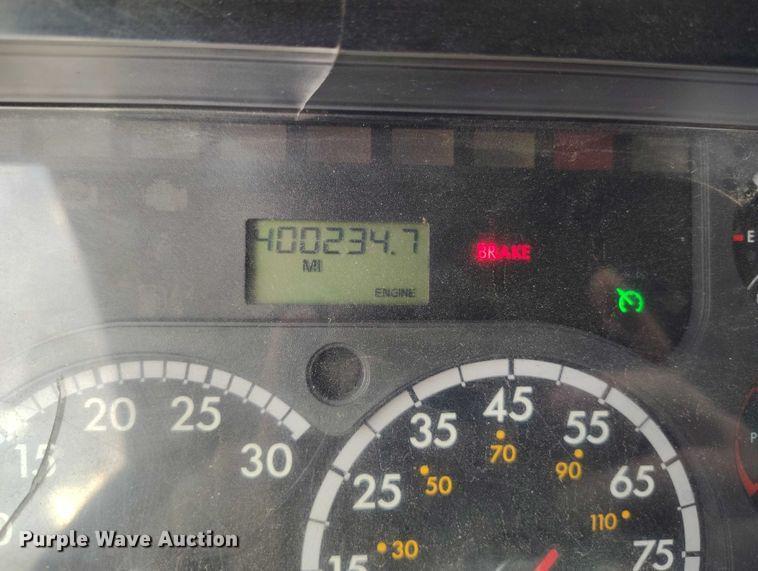 400234.7
MI
ENGINE
BRAKE
E
15 20 25 30
15 25 35 45 55 65 75
30 50 70 90 110
Purple Wave Auction